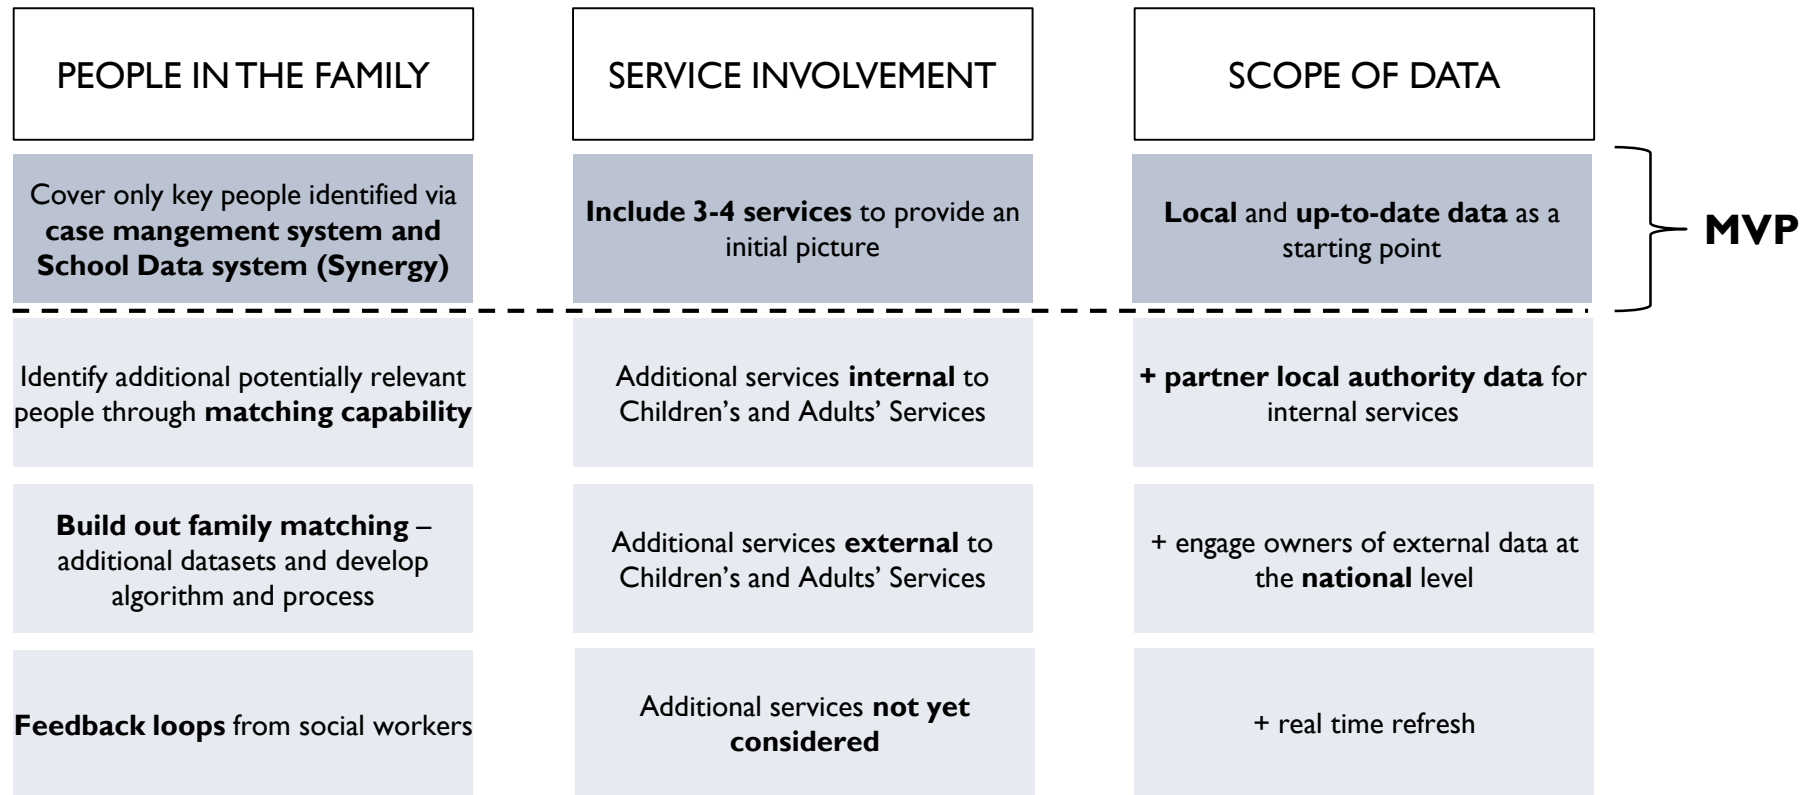 PEOPLE IN THE FAMILY
SERVICE INVOLVEMENT
SCOPE OF DATA
Cover only key people identified via
case mangement system and
School Data system (Synergy)
Include 3-4 services to provide an
initial picture
Local and up-to-date data as a
starting point
MVP
Identify additional potentially relevant
people through matching capability
Additional services internal to
Children’s and Adults’ Services
+ partner local authority data for
internal services
Build out family matching –
additional datasets and develop
algorithm and process
Additional services external to
Children’s and Adults’ Services
+ engage owners of external data at
the national level
Feedback loops from social workers
Additional services not yet
considered
+ real time refresh